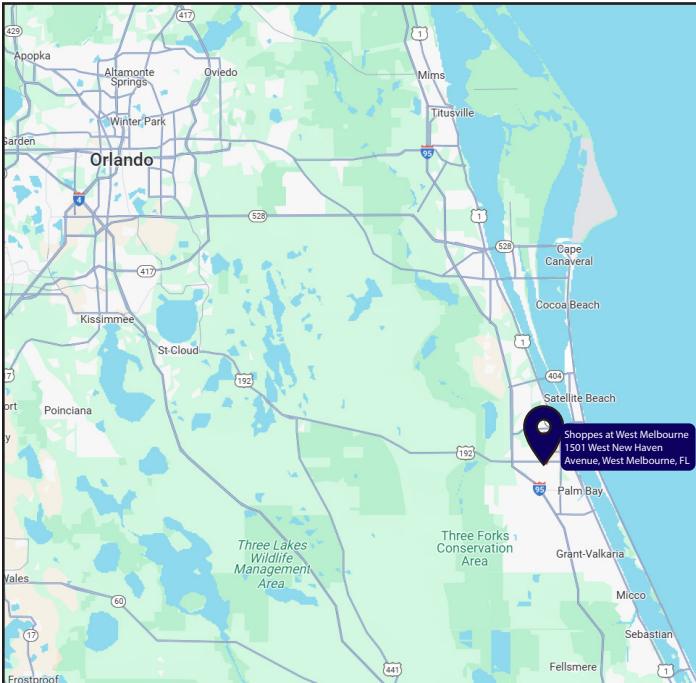 417
429
1
Apopka
Altamonte
Springs
Oviedo
Mims
Titusville
Winter Park
Garden
Orlando
95
4
528
1
417
528
Cape
Canaveral
Kissimmee
Cocoa Beach
St Cloud
1
17
192
404
ort
Poinciana
Satellite Beach
y
Shoppes at West Melbourne
1501 West New Haven
Avenue, West Melbourne, FL
192
95
Palm Bay
Three Lakes
Wildlife
Management
Area
Three Forks
Conservation
Area
Grant-Valkaria
Wales
60
Micco
17
Sebastian
441
Fellsmere
1
Frostproof